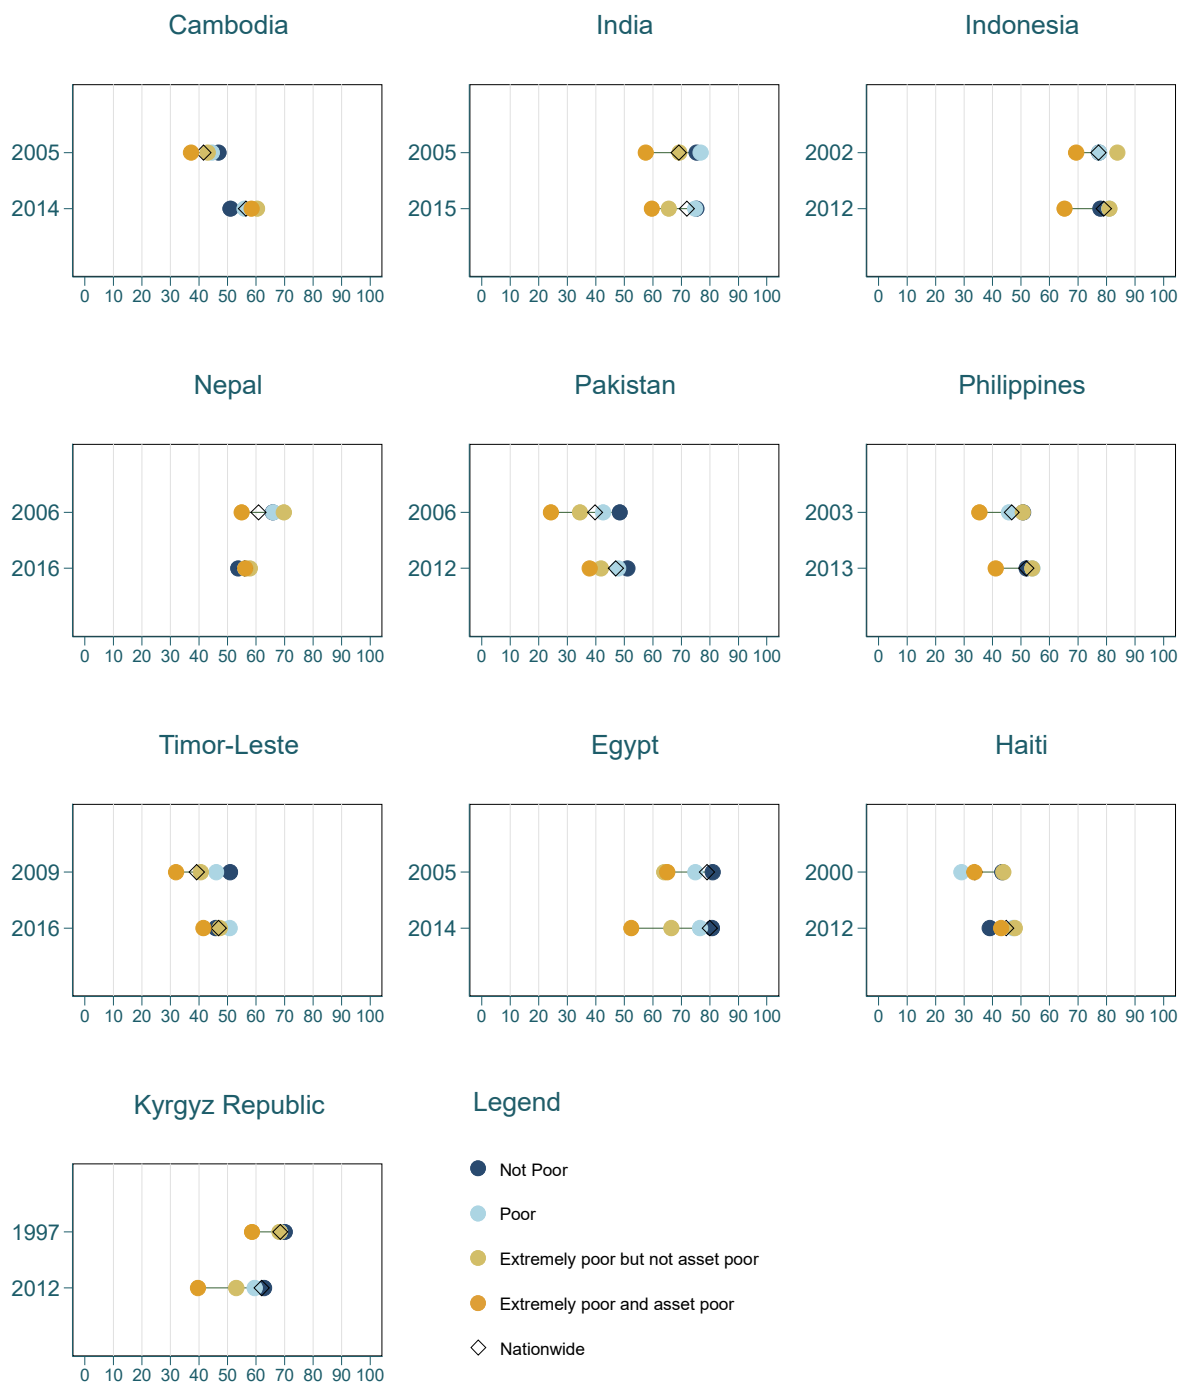 Cambodia
India
Indonesia
2005
2014
0 10 20 30 40 50 60 70 80 90 100
2005
2015
0 10 20 30 40 50 60 70 80 90 100
2002
2012
0 10 20 30 40 50 60 70 80 90 100
Nepal
Pakistan
Philippines
2006
2016
0 10 20 30 40 50 60 70 80 90 100
2006
2012
0 10 20 30 40 50 60 70 80 90 100
2003
2013
0 10 20 30 40 50 60 70 80 90 100
Timor-Leste
Egypt
Haiti
2009
2016
0 10 20 30 40 50 60 70 80 90 100
2005
2014
0 10 20 30 40 50 60 70 80 90 100
2000
2012
0 10 20 30 40 50 60 70 80 90 100
Kyrgyz Republic
1997
2012
0 10 20 30 40 50 60 70 80 90 100
Legend
Not Poor
Poor
Extremely poor but not asset poor
Extremely poor and asset poor
Nationwide